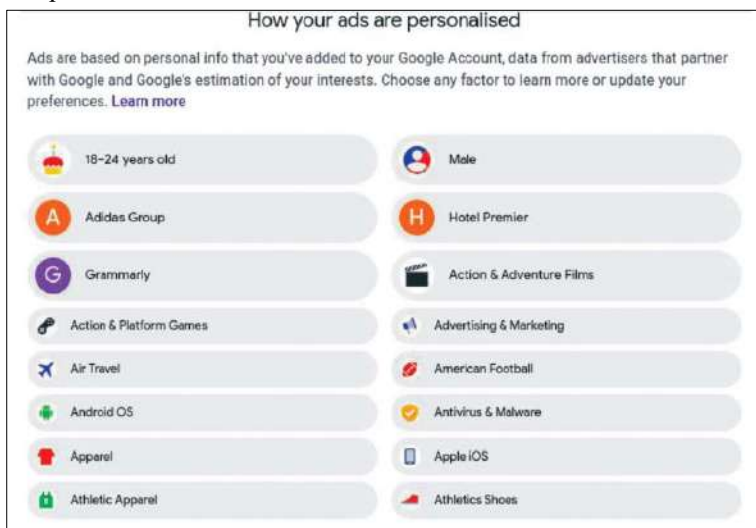 How your ads are personalised
Ads are based on personal info that you've added to your Google Account, data from advertisers that partner
with Google and Google's estimation of your interests. Choose any factor to learn more or update your
preferences. Learn more
18–24 years old
Male
A
Adidas Group
H
Hotel Premier
G
Grammarly
Action & Adventure Films
Action & Platform Games
Advertising & Marketing
Air Travel
American Football
Android OS
Antivirus & Malware
Apparel
Apple iOS
Athletic Apparel
Athletics Shoes